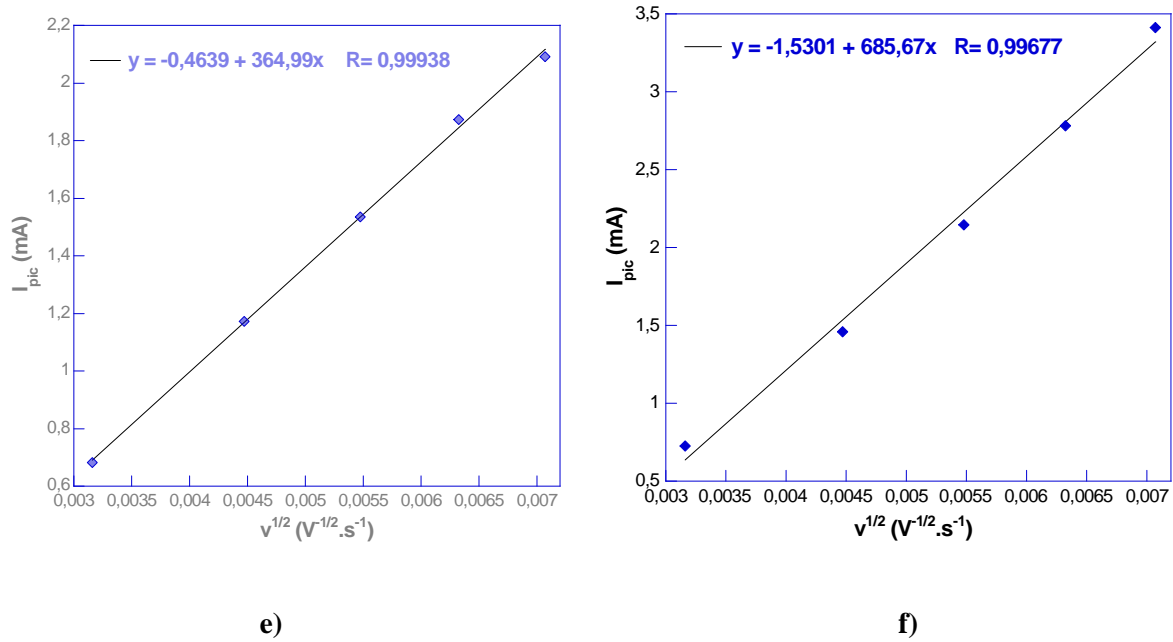 2,2
y = -0,4639 + 364,99x R= 0,99938
2
1,8
1,6
1,4
1,2
1
0,8
0,6
I_pic (mA)
0,003 0,0035 0,004 0,0045 0,005 0,0055 0,006 0,0065 0,007
v^1/2 (V^-1/2.s^-1)
e)
3,5
y = -1,5301 + 685,67x R= 0,99677
3
2,5
2
1,5
1
0,5
I_pic (mA)
0,003 0,0035 0,004 0,0045 0,005 0,0055 0,006 0,0065 0,007
v^1/2 (V^-1/2.s^-1)
f)